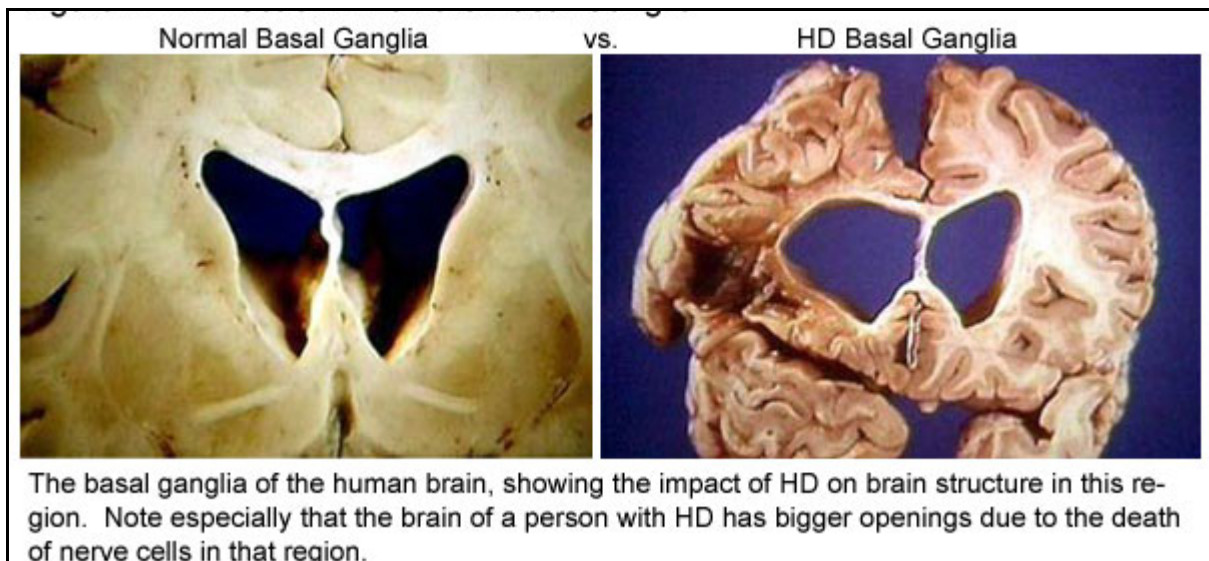 Normal Basal Ganglia vs. HD Basal Ganglia
The basal ganglia of the human brain, showing the impact of HD on brain structure in this re-
gion. Note especially that the brain of a person with HD has bigger openings due to the death
of nerve cells in that region.